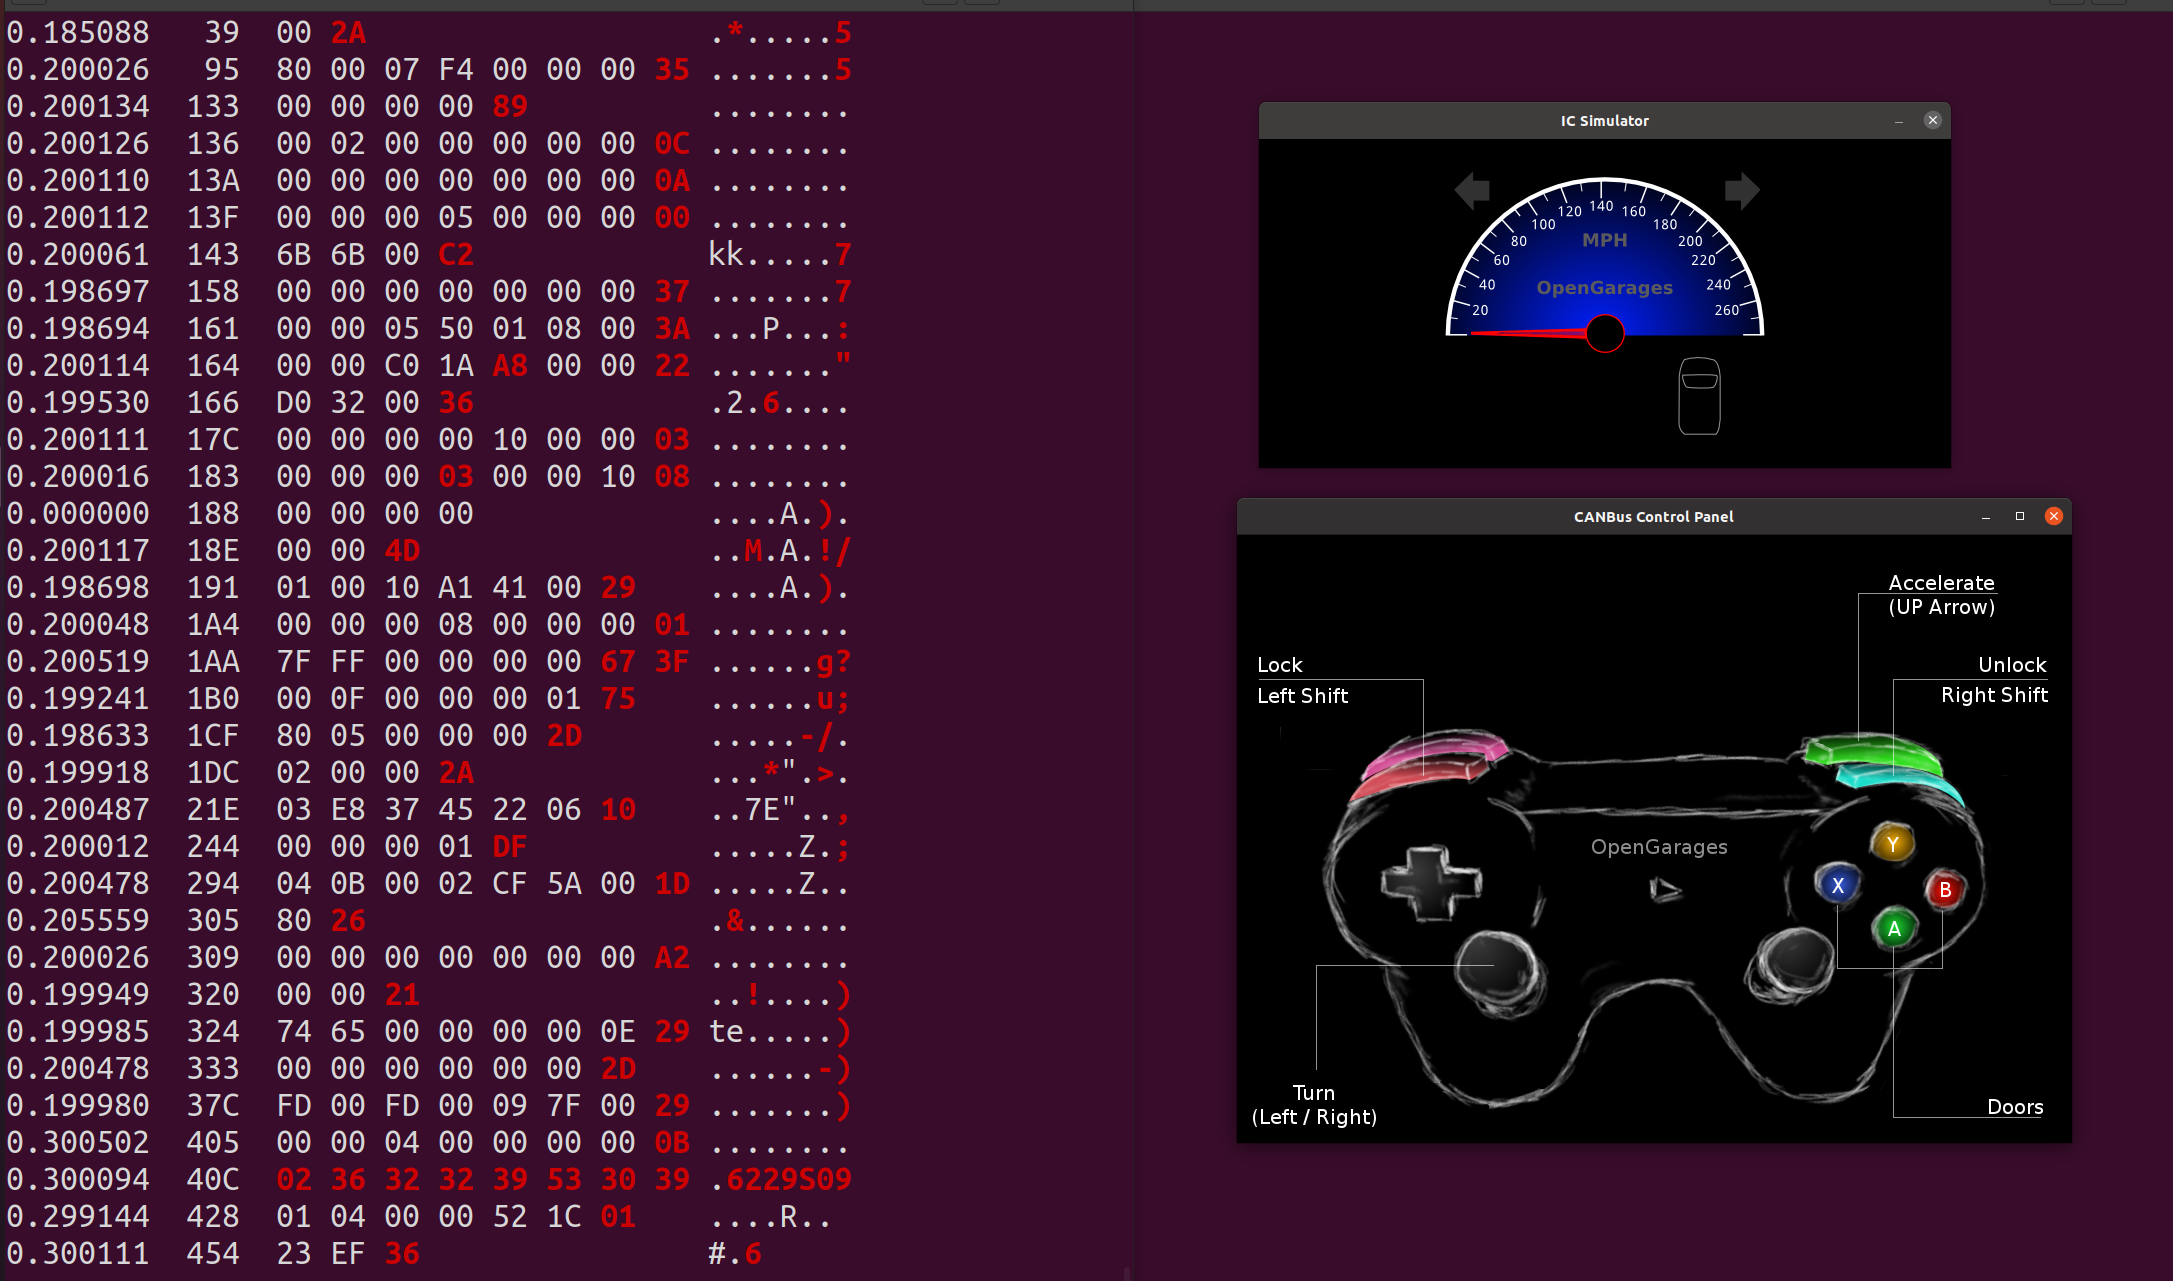 0.185088 39 00 2A .*.....5
0.200026 95 80 00 07 F4 00 00 00 35 .......5
0.200134 133 00 00 00 00 89 ........
0.200126 136 00 02 00 00 00 00 00 0C ........
0.200110 13A 00 00 00 00 00 00 00 0A ........
0.200112 13F 00 00 00 05 00 00 00 00 ........
0.200061 143 6B 6B 00 C2 kk.....7
0.198697 158 00 00 00 00 00 00 00 37 .......7
0.198694 161 00 00 05 50 01 08 00 3A ...P...:
0.200114 164 00 00 C0 1A A8 00 00 22 ......."
0.199530 166 D0 32 00 36 .2.6....
0.200111 17C 00 00 00 00 10 00 00 03 ........
0.200016 183 00 00 00 03 00 00 10 08 ........
0.000000 188 00 00 00 00 ....A.).
0.200117 18E 00 00 4D ..M.A.!/
0.198698 191 01 00 10 A1 41 00 29 ....A.).
0.200048 1A4 00 00 00 08 00 00 00 01 ........
0.200519 1AA 7F FF 00 00 00 00 67 3F ......g?
0.199241 1B0 00 0F 00 00 00 01 75 ......u;
0.198633 1CF 80 05 00 00 00 2D .....-/.
0.199918 1DC 02 00 00 2A ...*".>.
0.200487 21E 03 E8 37 45 22 06 10 ..7E"..,
0.200012 244 00 00 00 01 DF .....Z.;
0.200478 294 04 0B 00 02 CF 5A 00 1D .....Z..
0.205559 305 80 26 .&......
0.200026 309 00 00 00 00 00 00 00 A2 ........
0.199949 320 00 00 21 ..!....)
0.199985 324 74 65 00 00 00 00 0E 29 te.....)
0.200478 333 00 00 00 00 00 00 2D ......-)
0.199980 37C FD 00 FD 00 09 7F 00 29 .......)
0.300502 405 00 00 04 00 00 00 00 0B ........
0.300094 40C 02 36 32 32 39 53 30 39 .6229S09
0.299144 428 01 04 00 00 52 1C 01 ....R..
0.300111 454 23 EF 36 #.6
IC Simulator
20 40 60 80 100 120 140 160 180 200 220 240 260
MPH
OpenGarages
CANBus Control Panel
Accelerate
(UP Arrow)
Lock
Left Shift
Unlock
Right Shift
OpenGarages
Y
X
B
A
Turn
(Left / Right)
Doors